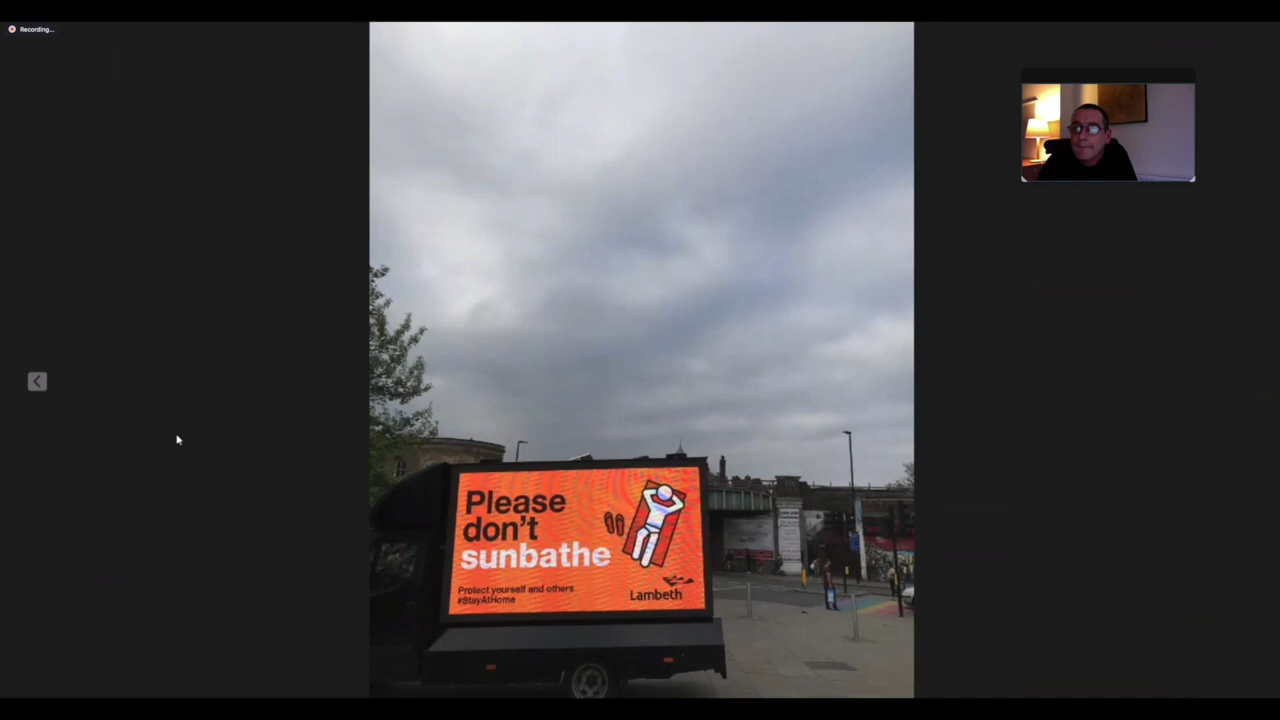 Recording...
Please
don't
sunbathe
Protect yourself and others
#StayAtHome
Lambeth